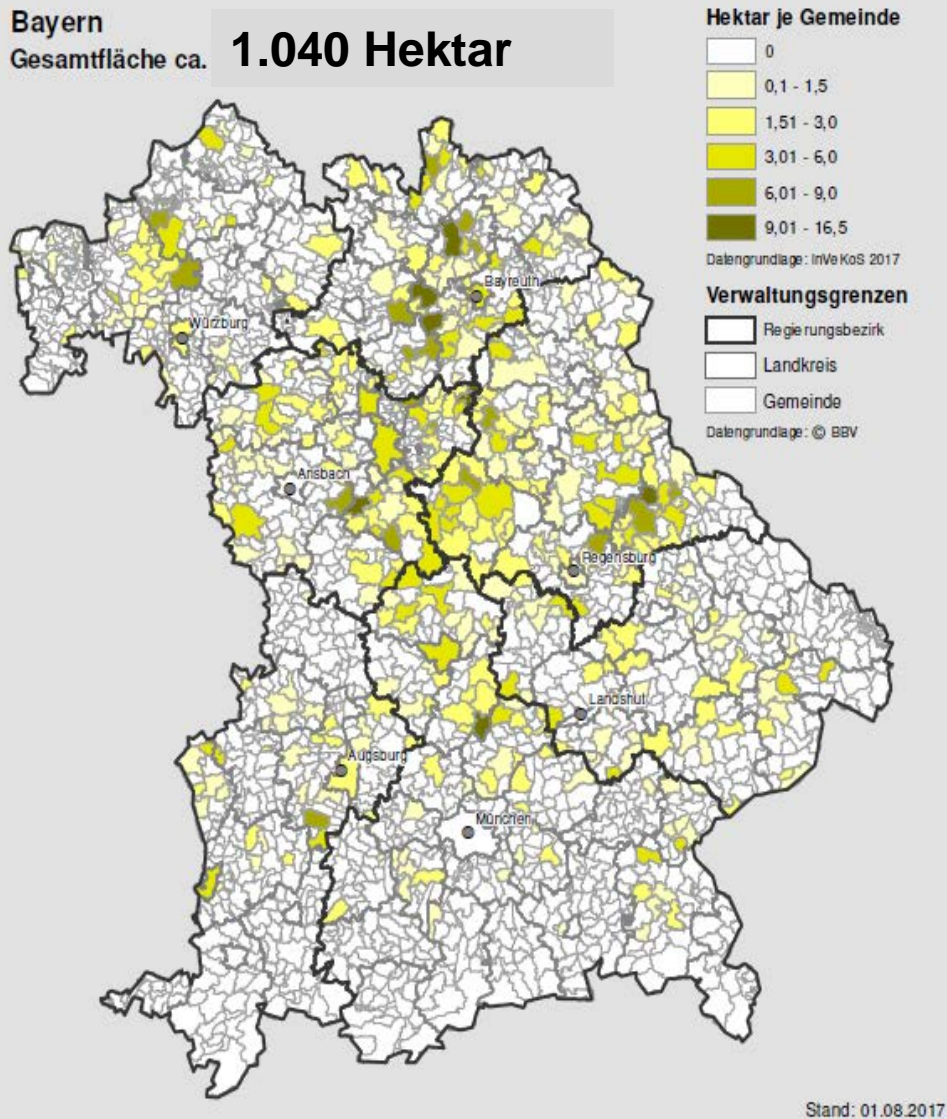 Bayern
Gesamtfläche ca. 1.040 Hektar
Hektar je Gemeinde
0
0,1 - 1,5
1,51 - 3,0
3,01 - 6,0
6,01 - 9,0
9,01 - 16,5
Datengrundlage: InVeKoS 2017
Verwaltungsgrenzen
Regierungsbezirk
Landkreis
Gemeinde
Datengrundlage: © BBV
Bayreuth
Würzburg
Ansbach
Regensburg
Landshut
Augsburg
München
Stand: 01.08.2017